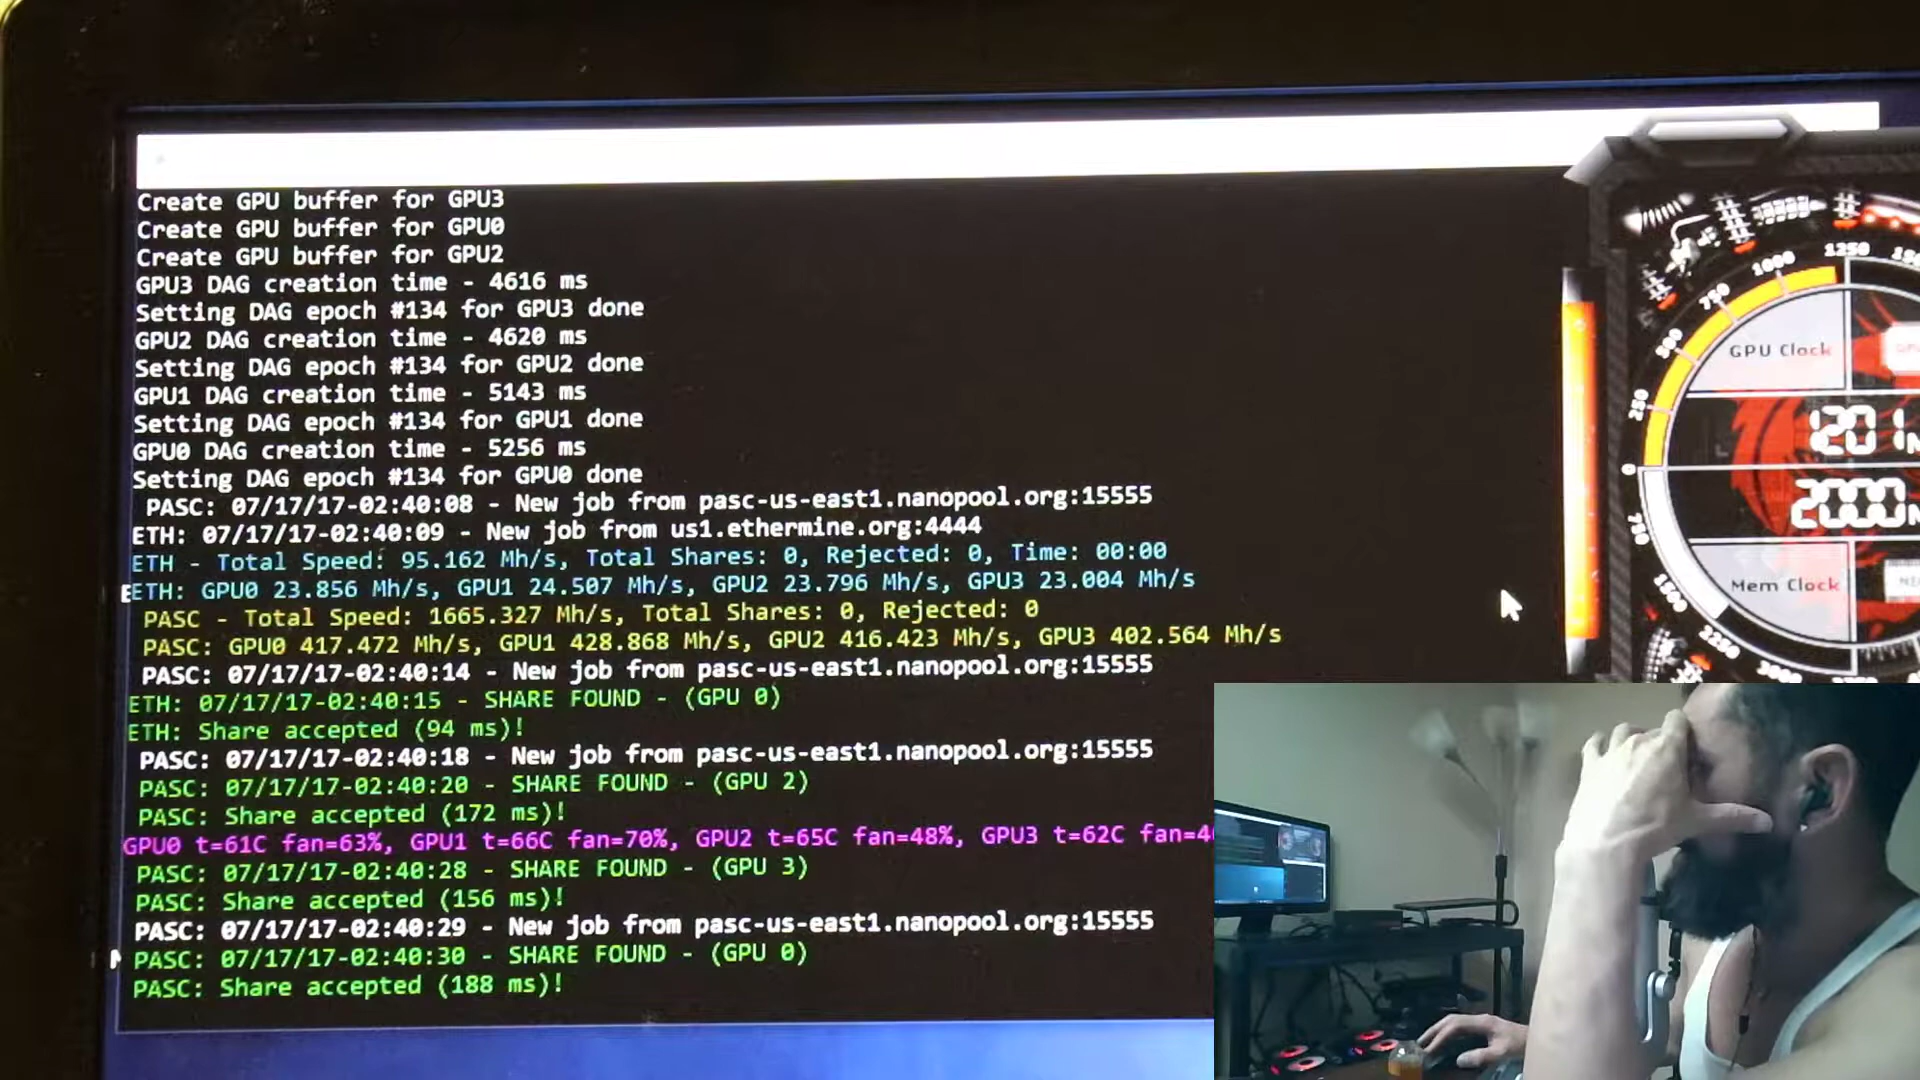 Create GPU buffer for GPU3
Create GPU buffer for GPU0
Create GPU buffer for GPU2
GPU3 DAG creation time - 4616 ms
Setting DAG epoch #134 for GPU3 done
GPU2 DAG creation time - 4620 ms
Setting DAG epoch #134 for GPU2 done
GPU1 DAG creation time - 5143 ms
Setting DAG epoch #134 for GPU1 done
GPU0 DAG creation time - 5256 ms
Setting DAG epoch #134 for GPU0 done
PASC: 07/17/17-02:40:08 - New job from pasc-us-east1.nanopool.org:15555
ETH: 07/17/17-02:40:09 - New job from us1.ethermine.org:4444
ETH - Total Speed: 95.162 Mh/s, Total Shares: 0, Rejected: 0, Time: 00:00
ETH: GPU0 23.856 Mh/s, GPU1 24.507 Mh/s, GPU2 23.796 Mh/s, GPU3 23.004 Mh/s
PASC - Total Speed: 1665.327 Mh/s, Total Shares: 0, Rejected: 0
PASC: GPU0 417.472 Mh/s, GPU1 428.868 Mh/s, GPU2 416.423 Mh/s, GPU3 402.564 Mh/s
PASC: 07/17/17-02:40:14 - New job from pasc-us-east1.nanopool.org:15555
ETH: 07/17/17-02:40:15 - SHARE FOUND - (GPU 0)
ETH: Share accepted (94 ms)!
PASC: 07/17/17-02:40:18 - New job from pasc-us-east1.nanopool.org:15555
PASC: 07/17/17-02:40:20 - SHARE FOUND - (GPU 2)
PASC: Share accepted (172 ms)!
GPU0 t=61C fan=63%, GPU1 t=66C fan=70%, GPU2 t=65C fan=48%, GPU3 t=62C fan=4
PASC: 07/17/17-02:40:28 - SHARE FOUND - (GPU 3)
PASC: Share accepted (156 ms)!
PASC: 07/17/17-02:40:29 - New job from pasc-us-east1.nanopool.org:15555
PASC: 07/17/17-02:40:30 - SHARE FOUND - (GPU 0)
PASC: Share accepted (188 ms)!
0
250
500
750
1000
1250
GPU Clock
1201
2000
Mem Clock
750
1500
2250
3000